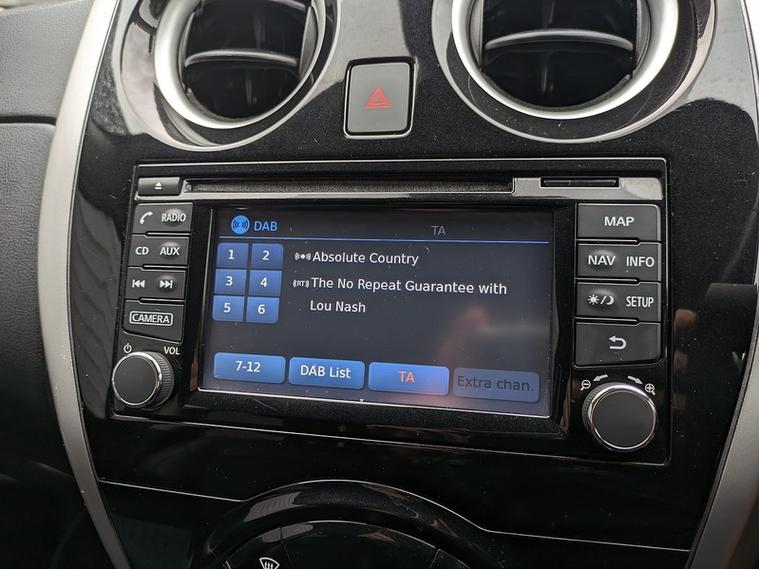 RADIO
CD AUX
CAMERA
VOL
DAB TA
1 2
3 4
5 6
Absolute Country
(RT) The No Repeat Guarantee with
Lou Nash
7-12 DAB List TA Extra chan.
MAP
NAV INFO
SETUP